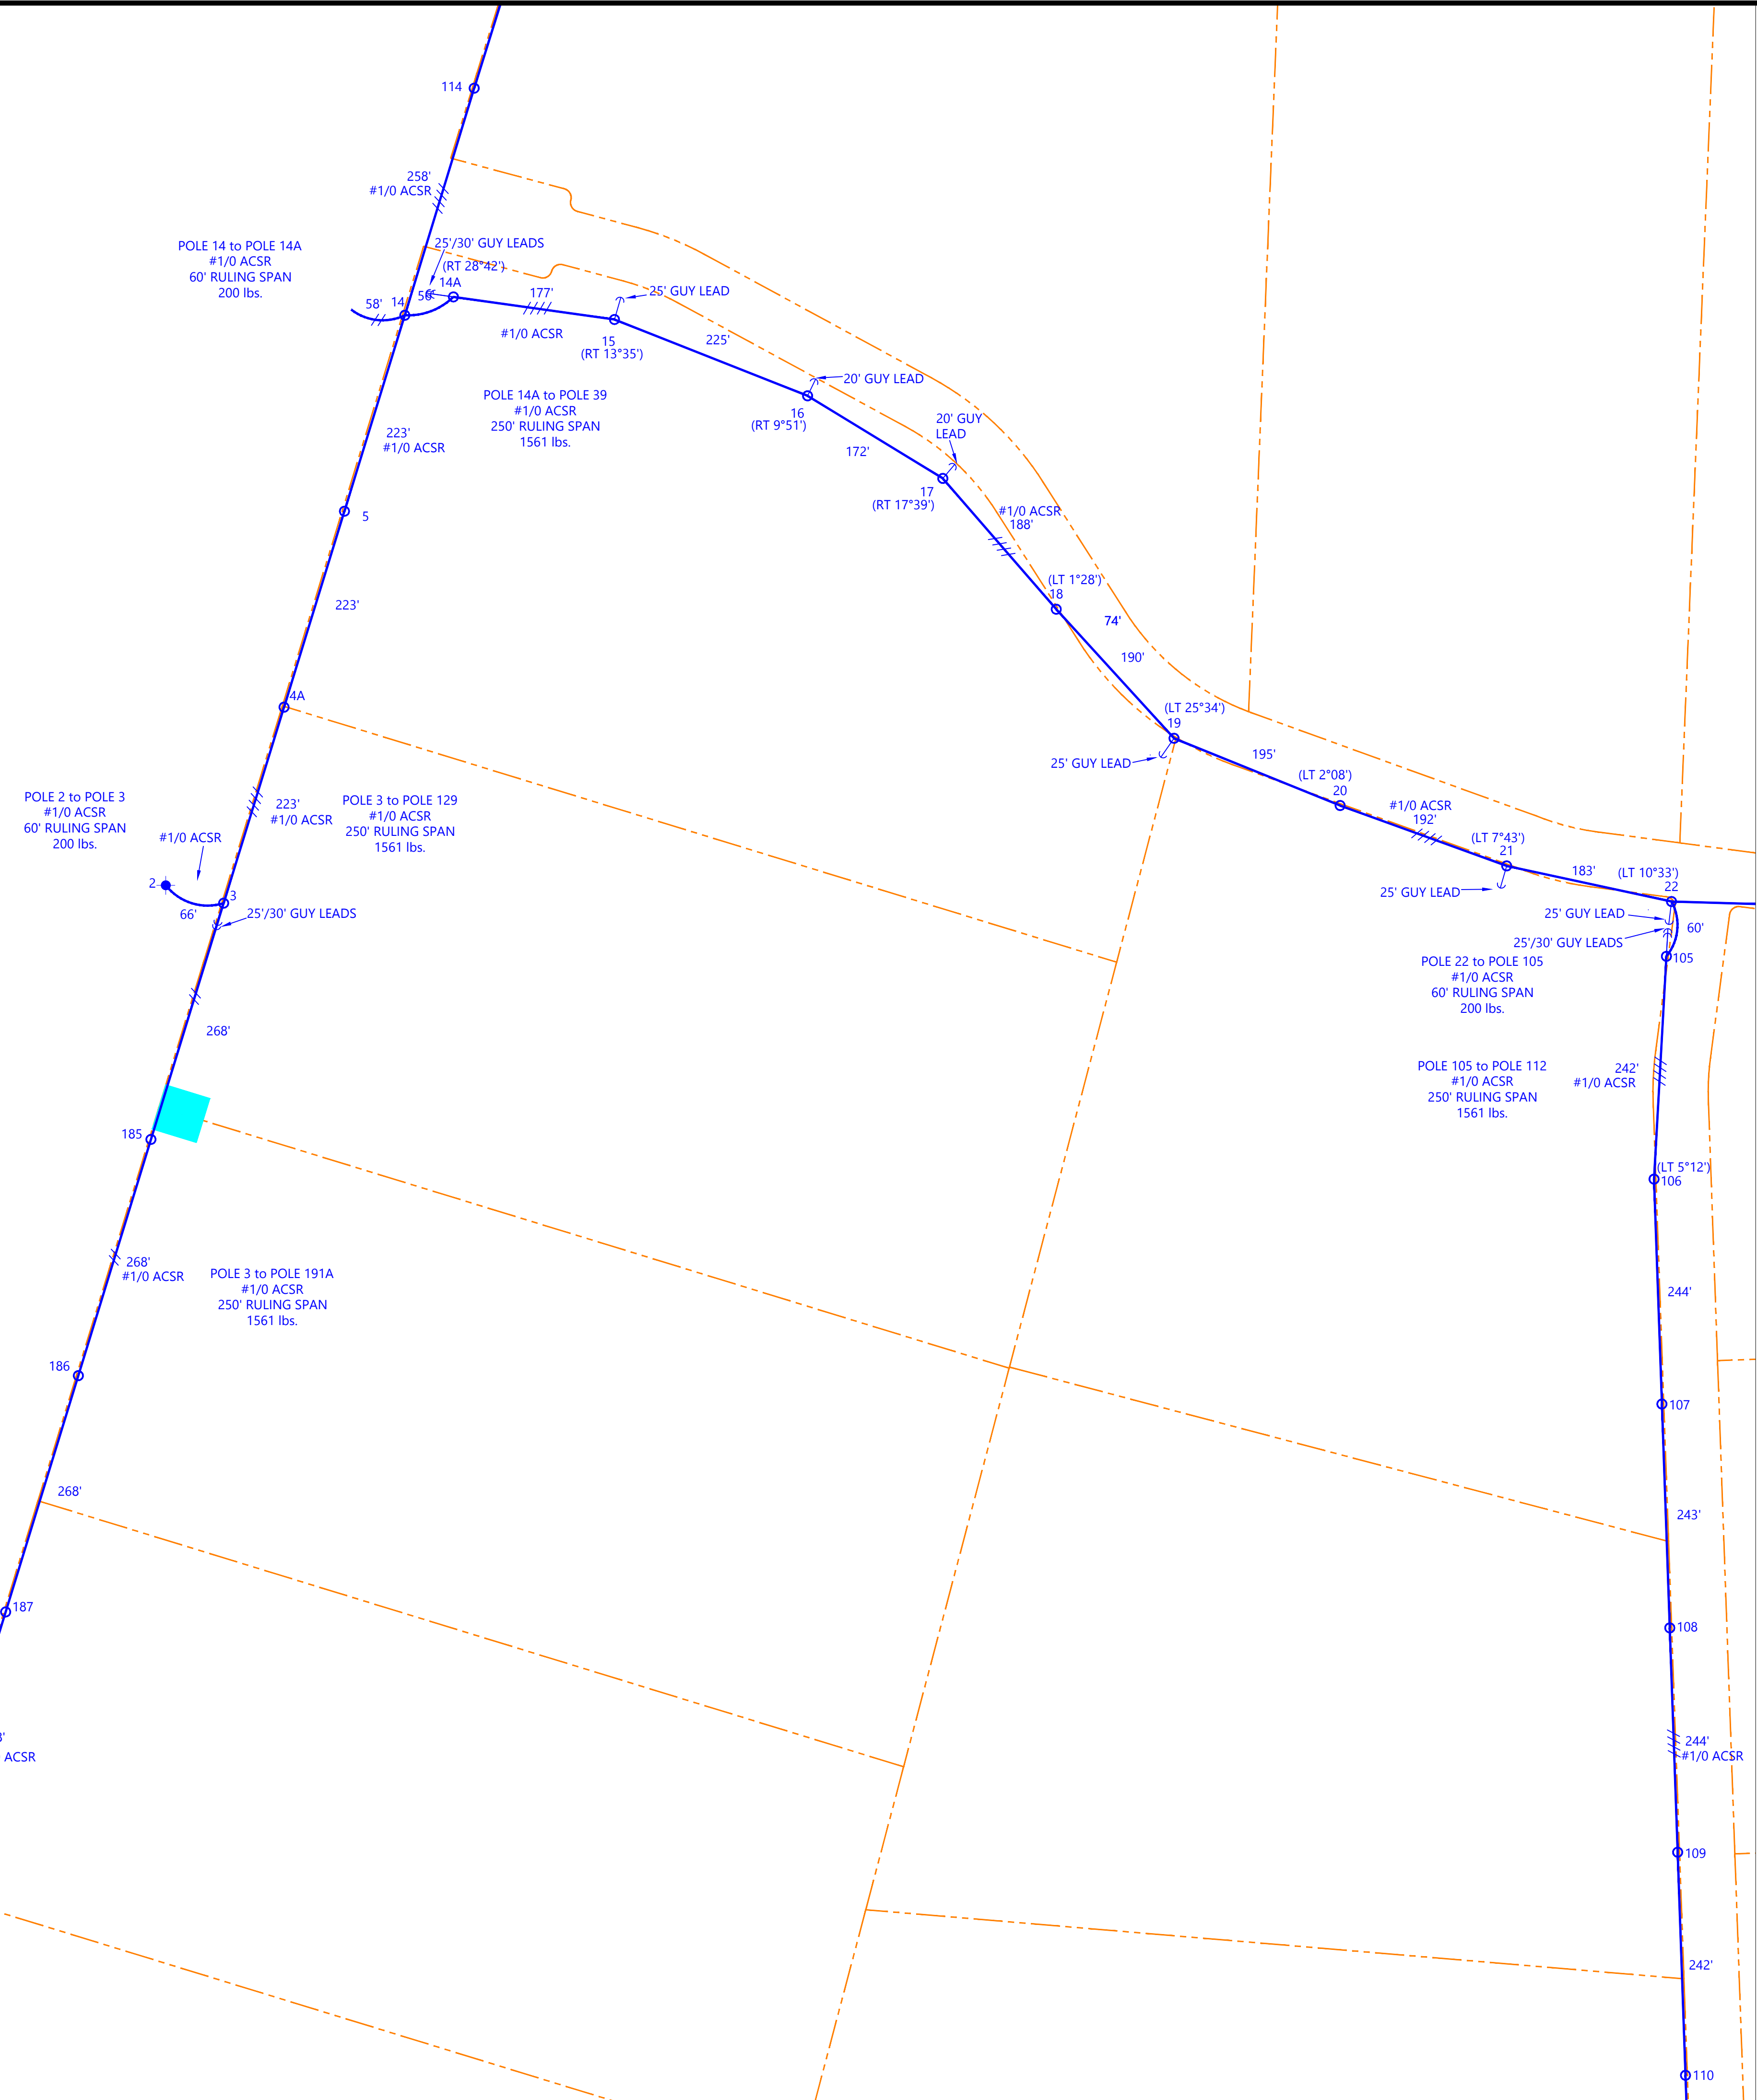 114
258'
#1/0 ACSR
POLE 14 to POLE 14A
#1/0 ACSR
60' RULING SPAN
200 lbs.
25'/30' GUY LEADS
(RT 28°42')
14A
56'
58'
14
177'
#1/0 ACSR
25' GUY LEAD
15
(RT 13°35')
225'
20' GUY LEAD
16
(RT 9°51')
POLE 14A to POLE 39
#1/0 ACSR
250' RULING SPAN
1561 lbs.
223'
#1/0 ACSR
172'
20' GUY
LEAD
17
(RT 17°39')
#1/0 ACSR
188'
5
(LT 1°28')
18
223'
74'
190'
4A
(LT 25°34')
19
25' GUY LEAD
195'
(LT 2°08')
20
#1/0 ACSR
192'
(LT 7°43')
21
25' GUY LEAD
183'
(LT 10°33')
22
25' GUY LEAD
25'/30' GUY LEADS
60'
105
POLE 2 to POLE 3
#1/0 ACSR
60' RULING SPAN
200 lbs.
#1/0 ACSR
223'
#1/0 ACSR
POLE 3 to POLE 129
#1/0 ACSR
250' RULING SPAN
1561 lbs.
2
66'
3
25'/30' GUY LEADS
POLE 22 to POLE 105
#1/0 ACSR
60' RULING SPAN
200 lbs.
268'
POLE 105 to POLE 112
#1/0 ACSR
250' RULING SPAN
1561 lbs.
242'
#1/0 ACSR
185
(LT 5°12')
106
268'
#1/0 ACSR
POLE 3 to POLE 191A
#1/0 ACSR
250' RULING SPAN
1561 lbs.
244'
186
107
268'
243'
187
108
ACSR
244'
#1/0 ACSR
109
242'
110